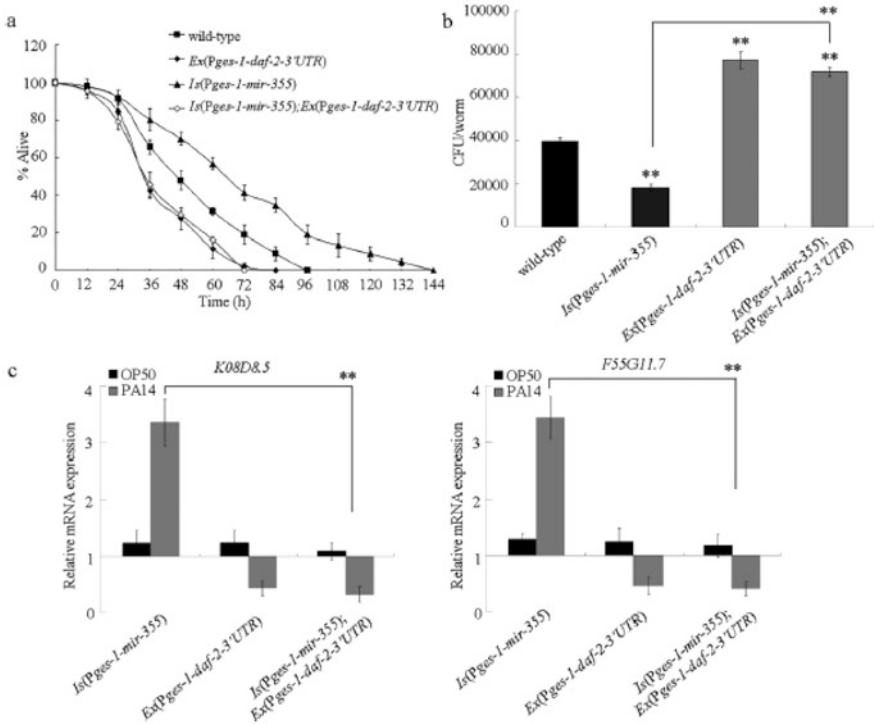 a
120
100
80
60
40
20
0
% Alive
0 12 24 36 48 60 72 84 96 108 120 132 144
Time (h)
wild-type
Ex(Pges-1-daf-2-3'UTR)
Is(Pges-1-mir-355)
Is(Pges-1-mir-355);Ex(Pges-1-daf-2-3'UTR)
b
100000
80000
60000
40000
20000
0
CFU/worm
**
**
**
**
wild-type
Is(Pges-1-mir-355)
Ex(Pges-1-daf-2-3'UTR)
Is(Pges-1-mir-355);
Ex(Pges-1-daf-2-3'UTR)
c
K08D8.5
OP50
PA14
**
4
3
2
1
0
Relative mRNA expression
Is(Pges-1-mir-355)
Ex(Pges-1-daf-2-3'UTR)
Is(Pges-1-mir-355);
Ex(Pges-1-daf-2-3'UTR)
F55G11.7
OP50
PA14
**
4
3
2
1
0
Relative mRNA expression
Is(Pges-1-mir-355)
Ex(Pges-1-daf-2-3'UTR)
Is(Pges-1-mir-355);
Ex(Pges-1-daf-2-3'UTR)